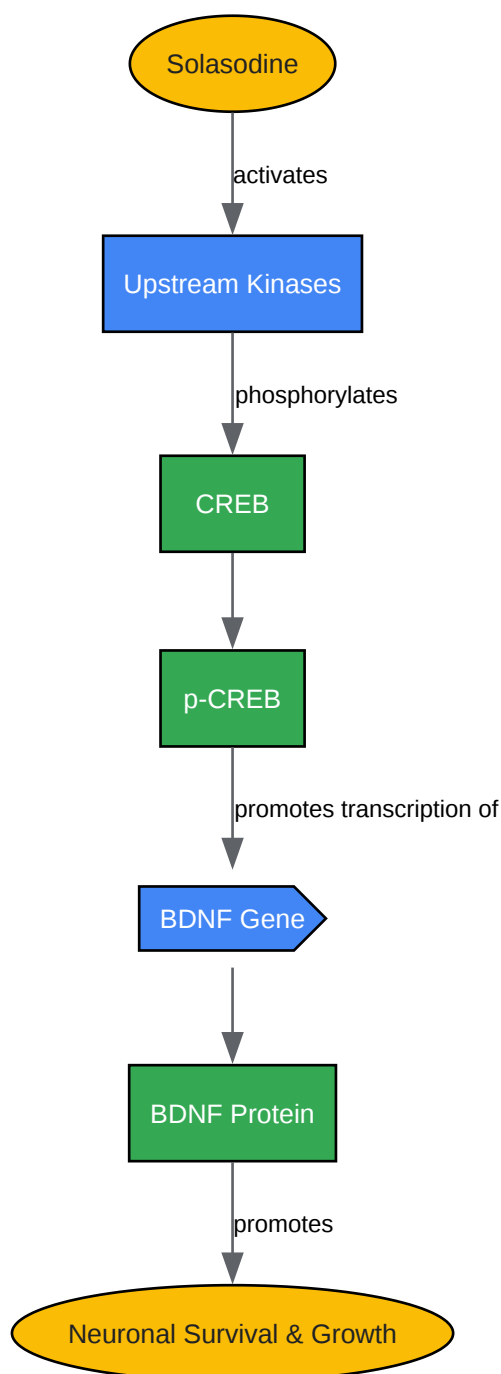 Solasodine
activates
Upstream Kinases
phosphorylates
CREB
p-CREB
promotes transcription of
BDNF Gene
BDNF Protein
promotes
Neuronal Survival & Growth